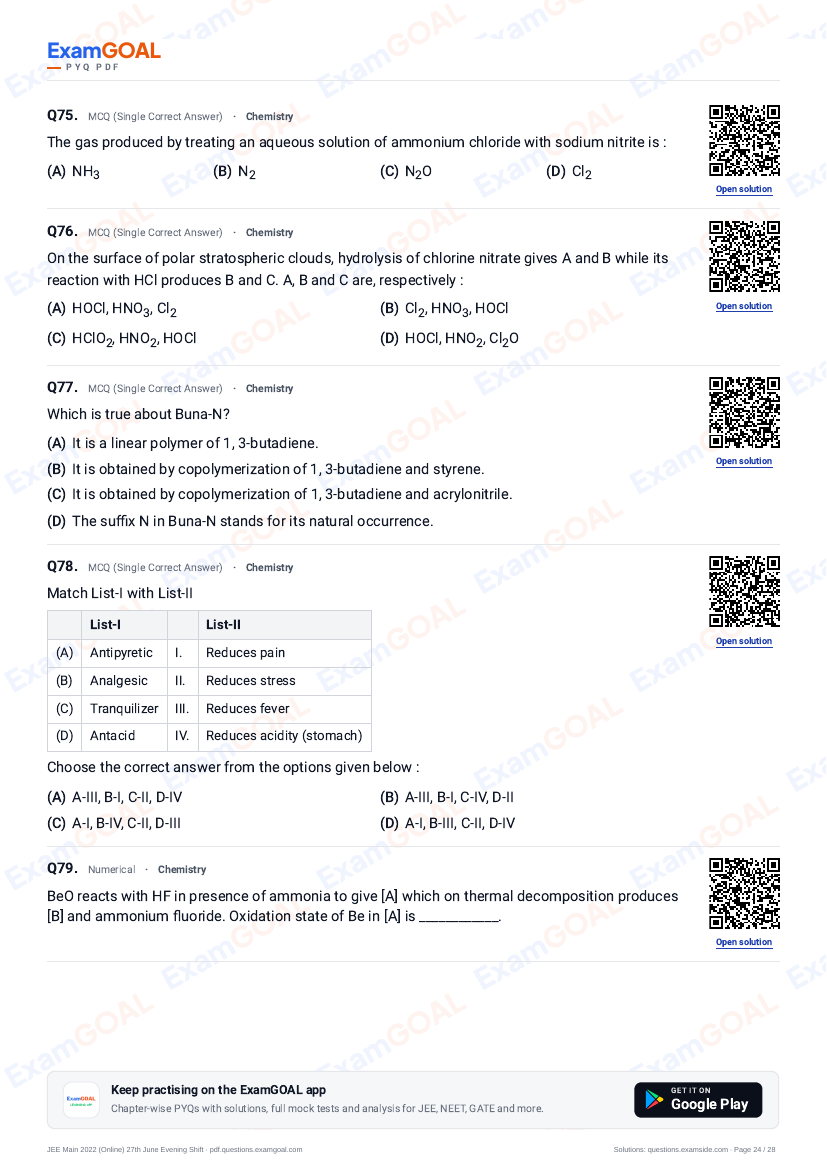 ExamGOAL
PYQ PDF
Q75. MCQ (Single Correct Answer) · Chemistry
The gas produced by treating an aqueous solution of ammonium chloride with sodium nitrite is :
(A) NH3 (B) N2 (C) N2O (D) Cl2
Open solution
Q76. MCQ (Single Correct Answer) · Chemistry
On the surface of polar stratospheric clouds, hydrolysis of chlorine nitrate gives A and B while its
reaction with HCl produces B and C. A, B and C are, respectively :
(A) HOCl, HNO3, Cl2 (B) Cl2, HNO3, HOCl
Open solution
(C) HClO2, HNO2, HOCl (D) HOCl, HNO2, Cl2O
Q77. MCQ (Single Correct Answer) · Chemistry
Which is true about Buna-N?
(A) It is a linear polymer of 1, 3-butadiene.
Open solution
(B) It is obtained by copolymerization of 1, 3-butadiene and styrene.
(C) It is obtained by copolymerization of 1, 3-butadiene and acrylonitrile.
(D) The suffix N in Buna-N stands for its natural occurrence.
Q78. MCQ (Single Correct Answer) · Chemistry
Match List-I with List-II
List-I List-II
Open solution
(A) Antipyretic I. Reduces pain
(B) Analgesic II. Reduces stress
(C) Tranquilizer III. Reduces fever
(D) Antacid IV. Reduces acidity (stomach)
Choose the correct answer from the options given below :
(A) A-III, B-I, C-II, D-IV (B) A-III, B-I, C-IV, D-II
(C) A-I, B-IV, C-II, D-III (D) A-I, B-III, C-II, D-IV
Q79. Numerical · Chemistry
BeO reacts with HF in presence of ammonia to give [A] which on thermal decomposition produces
[B] and ammonium fluoride. Oxidation state of Be in [A] is ____________.
Open solution
Keep practising on the ExamGOAL app
Chapter-wise PYQs with solutions, full mock tests and analysis for JEE, NEET, GATE and more.
GET IT ON
Google Play
JEE Main 2022 (Online) 27th June Evening Shift · pdf.questions.examgoal.com
Solutions: questions.examside.com · Page 24 / 28